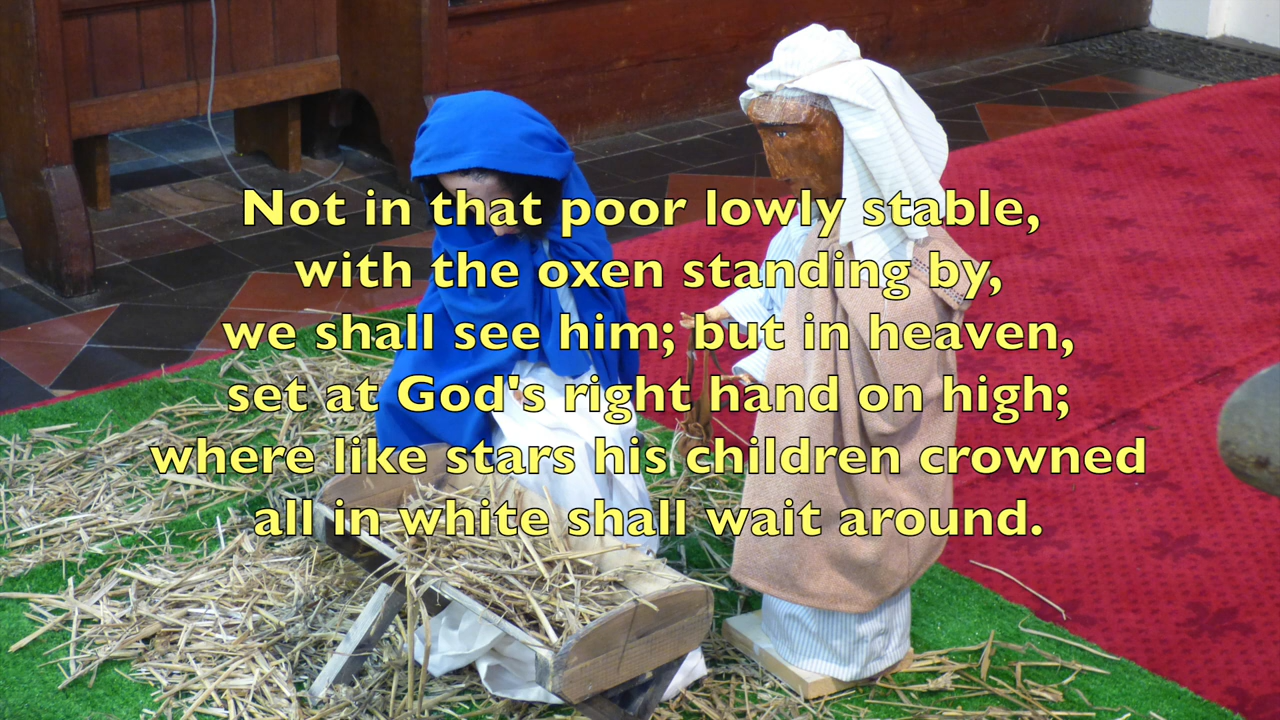 Not in that poor lowly stable,
with the oxen standing by,
we shall see him; but in heaven,
set at God's right hand on high;
where like stars his children crowned
all in white shall wait around.